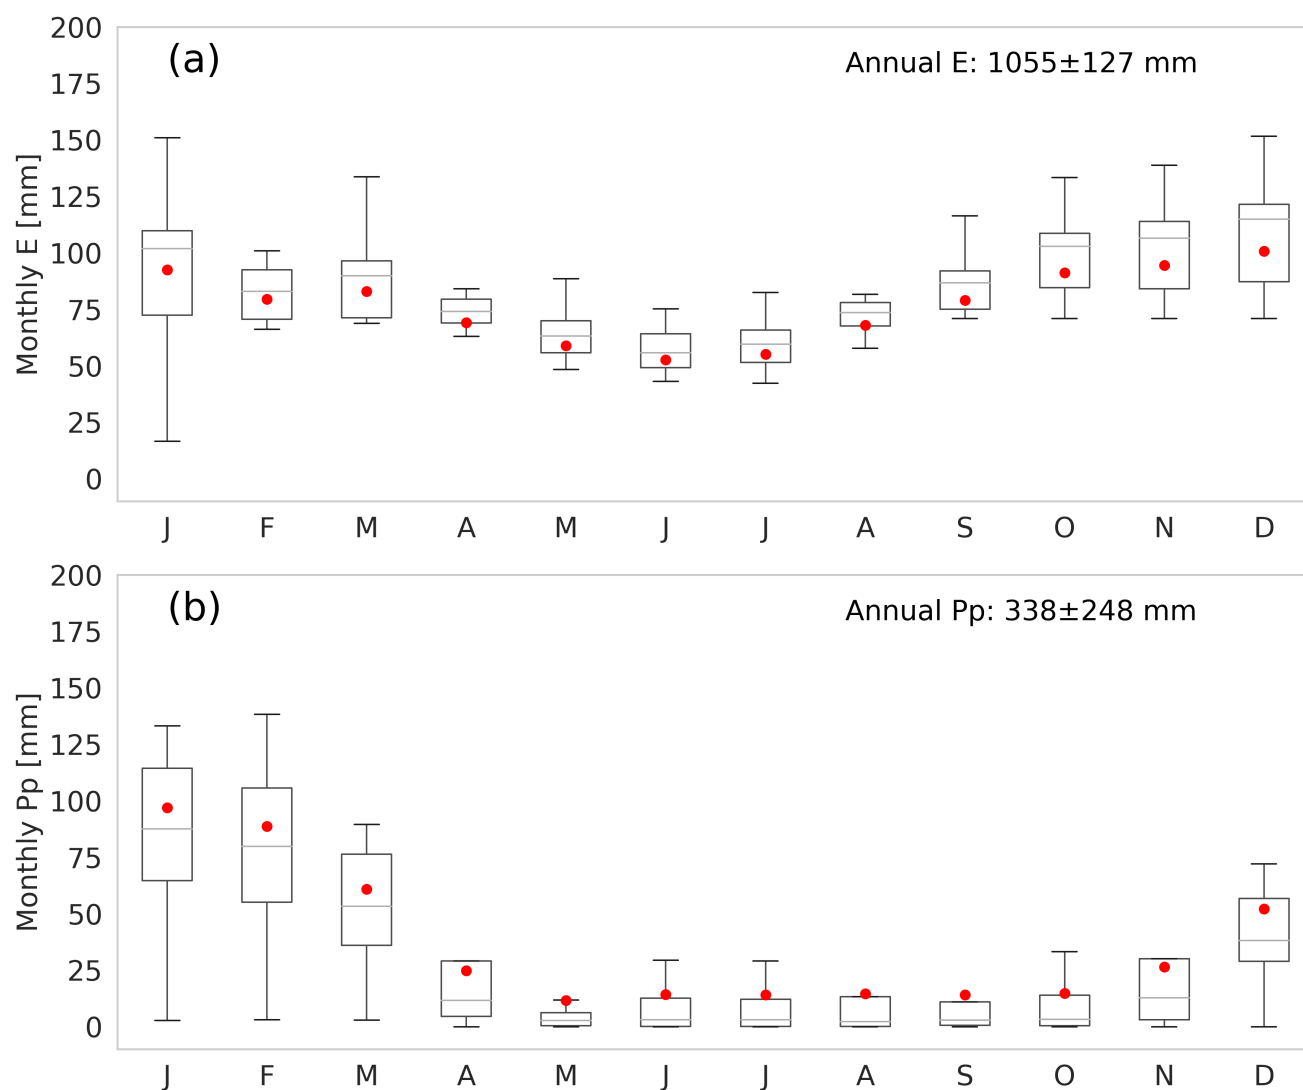 (a)
Annual E: 1055±127 mm
Monthly E [mm]
200
175
150
125
100
75
50
25
0
J F M A M J J A S O N D
(b)
Annual Pp: 338±248 mm
Monthly Pp [mm]
200
175
150
125
100
75
50
25
0
J F M A M J J A S O N D